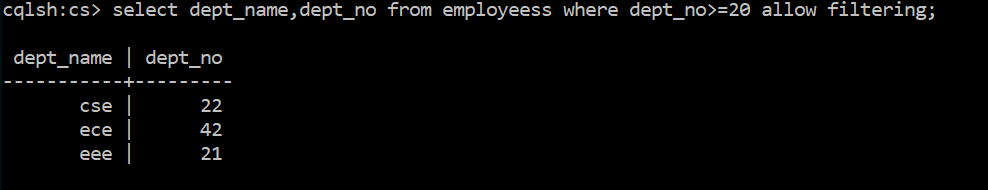 cqlsh:cs> select dept_name,dept_no from employeess where dept_no>=20 allow filtering;
 dept_name | dept_no
-----------+---------
       cse |      22
       ece |      42
       eee |      21